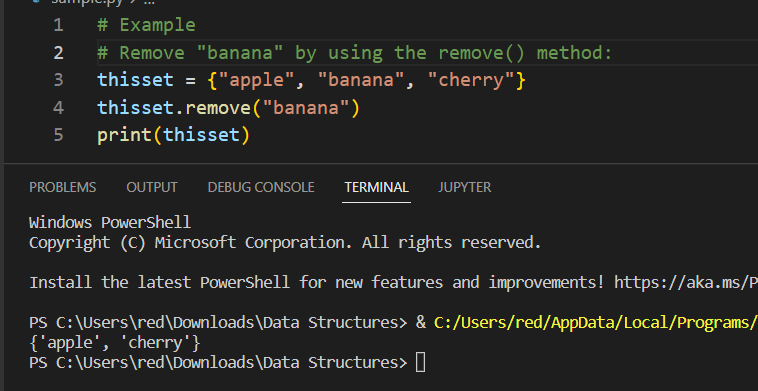 sample.py > ...
1 # Example
2 # Remove "banana" by using the remove() method:
3 thisset = {"apple", "banana", "cherry"}
4 thisset.remove("banana")
5 print(thisset)
PROBLEMS OUTPUT DEBUG CONSOLE TERMINAL JUPYTER
Windows PowerShell
Copyright (C) Microsoft Corporation. All rights reserved.
Install the latest PowerShell for new features and improvements! https://aka.ms/P
PS C:\Users\red\Downloads\Data Structures> & C:/Users/red/AppData/Local/Programs/
{'apple', 'cherry'}
PS C:\Users\red\Downloads\Data Structures>